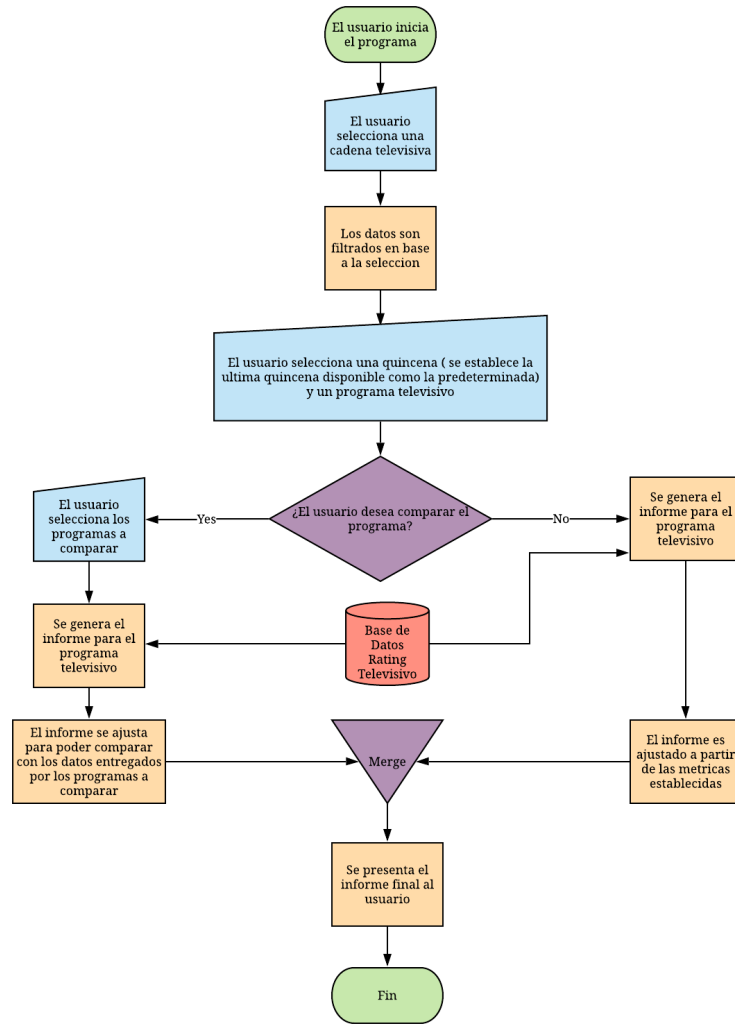 El usuario inicia
el programa
El usuario
selecciona una
cadena televisiva
Los datos son
filtrados en base
a la seleccion
El usuario selecciona una quincena ( se establece la
ultima quincena disponible como la predeterminada)
y un programa televisivo
¿El usuario desea comparar el
programa?
Yes
No
El usuario
selecciona los
programas a
comparar
Se genera el
informe para el
programa
televisivo
Se genera el
informe para el
programa
televisivo
Base de
Datos
Rating
Televisivo
El informe se ajusta
para poder comparar
con los datos entregados
por los programas a
comparar
Merge
El informe es
ajustado a partir
de las metricas
establecidas
Se presenta el
informe final al
usuario
Fin